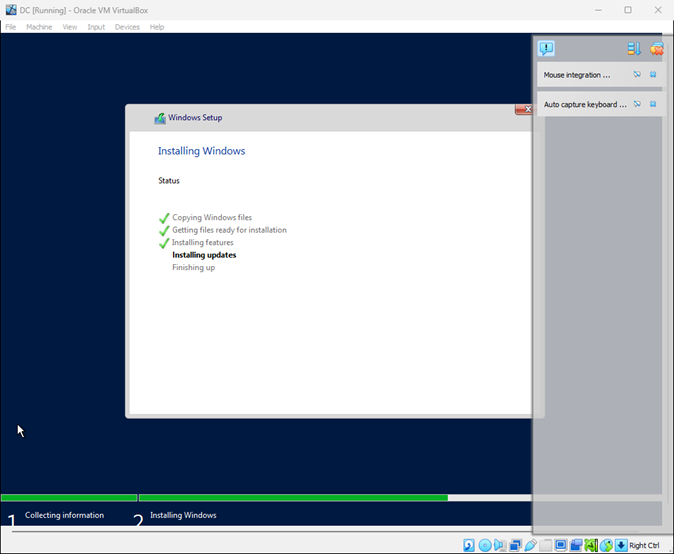 DC [Running] - Oracle VM VirtualBox
File Machine View Input Devices Help
Mouse integration ...
Auto capture keyboard ...
Windows Setup
Installing Windows
Status
Copying Windows files
Getting files ready for installation
Installing features
Installing updates
Finishing up
1 Collecting information
2 Installing Windows
Right Ctrl